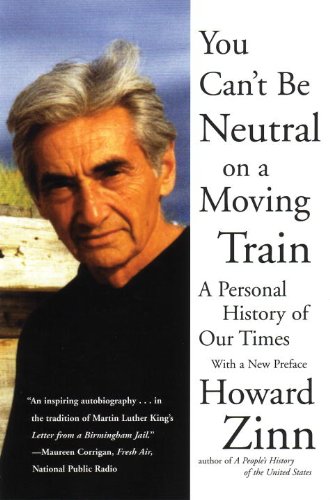 You
Can't Be
Neutral
on a
Moving
Train
A Personal
History of
Our Times
With a New Preface
Howard
Zinn
author of A People's History
of the United States
"An inspiring autobiography . . . in
the tradition of Martin Luther King's
Letter from a Birmingham Jail."
—Maureen Corrigan, Fresh Air,
National Public Radio